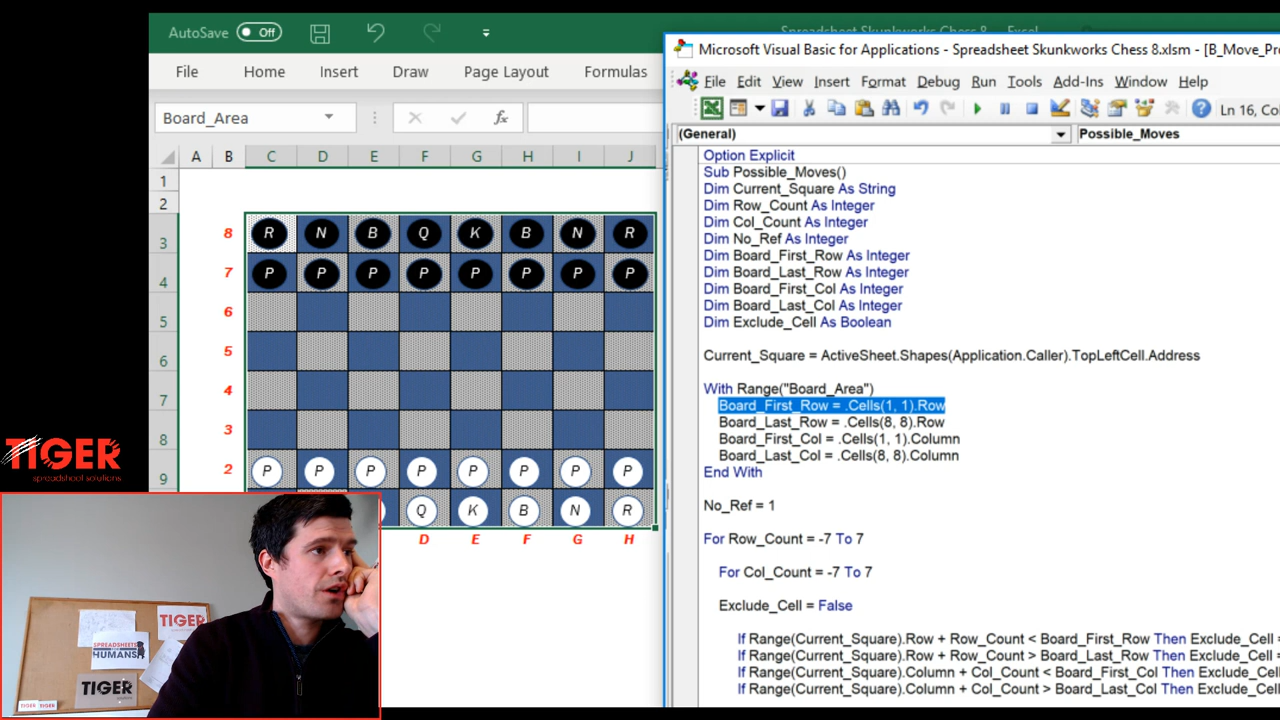 AutoSave Off
Spreadsheet Skunkworks Chess 8 - Excel
File Home Insert Draw Page Layout Formulas
Board_Area fx
A B C D E F G H I J
1
2
3 8 R N B Q K B N R
4 7 P P P P P P P P
5 6
6 5
7 4
8 3
9 2 P P P P P P P P
Q K B N R
D E F G H
Microsoft Visual Basic for Applications - Spreadsheet Skunkworks Chess 8.xlsm - [B_Move_Pr
File Edit View Insert Format Debug Run Tools Add-Ins Window Help
Ln 16, Co
(General) Possible_Moves
Option Explicit
Sub Possible_Moves()
Dim Current_Square As String
Dim Row_Count As Integer
Dim Col_Count As Integer
Dim No_Ref As Integer
Dim Board_First_Row As Integer
Dim Board_Last_Row As Integer
Dim Board_First_Col As Integer
Dim Board_Last_Col As Integer
Dim Exclude_Cell As Boolean
Current_Square = ActiveSheet.Shapes(Application.Caller).TopLeftCell.Address
With Range("Board_Area")
Board_First_Row = .Cells(1, 1).Row
Board_Last_Row = .Cells(8, 8).Row
Board_First_Col = .Cells(1, 1).Column
Board_Last_Col = .Cells(8, 8).Column
End With
No_Ref = 1
For Row_Count = -7 To 7
For Col_Count = -7 To 7
Exclude_Cell = False
If Range(Current_Square).Row + Row_Count < Board_First_Row Then Exclude_Cell =
If Range(Current_Square).Row + Row_Count > Board_Last_Row Then Exclude_Cell =
If Range(Current_Square).Column + Col_Count < Board_First_Col Then Exclude_Cel
If Range(Current_Square).Column + Col_Count > Board_Last_Col Then Exclude_Cel
TIGER
spreadsheet solutions
TIGER
SPREADSHEETS
HUMANS
TIGER
TIGER TIGER